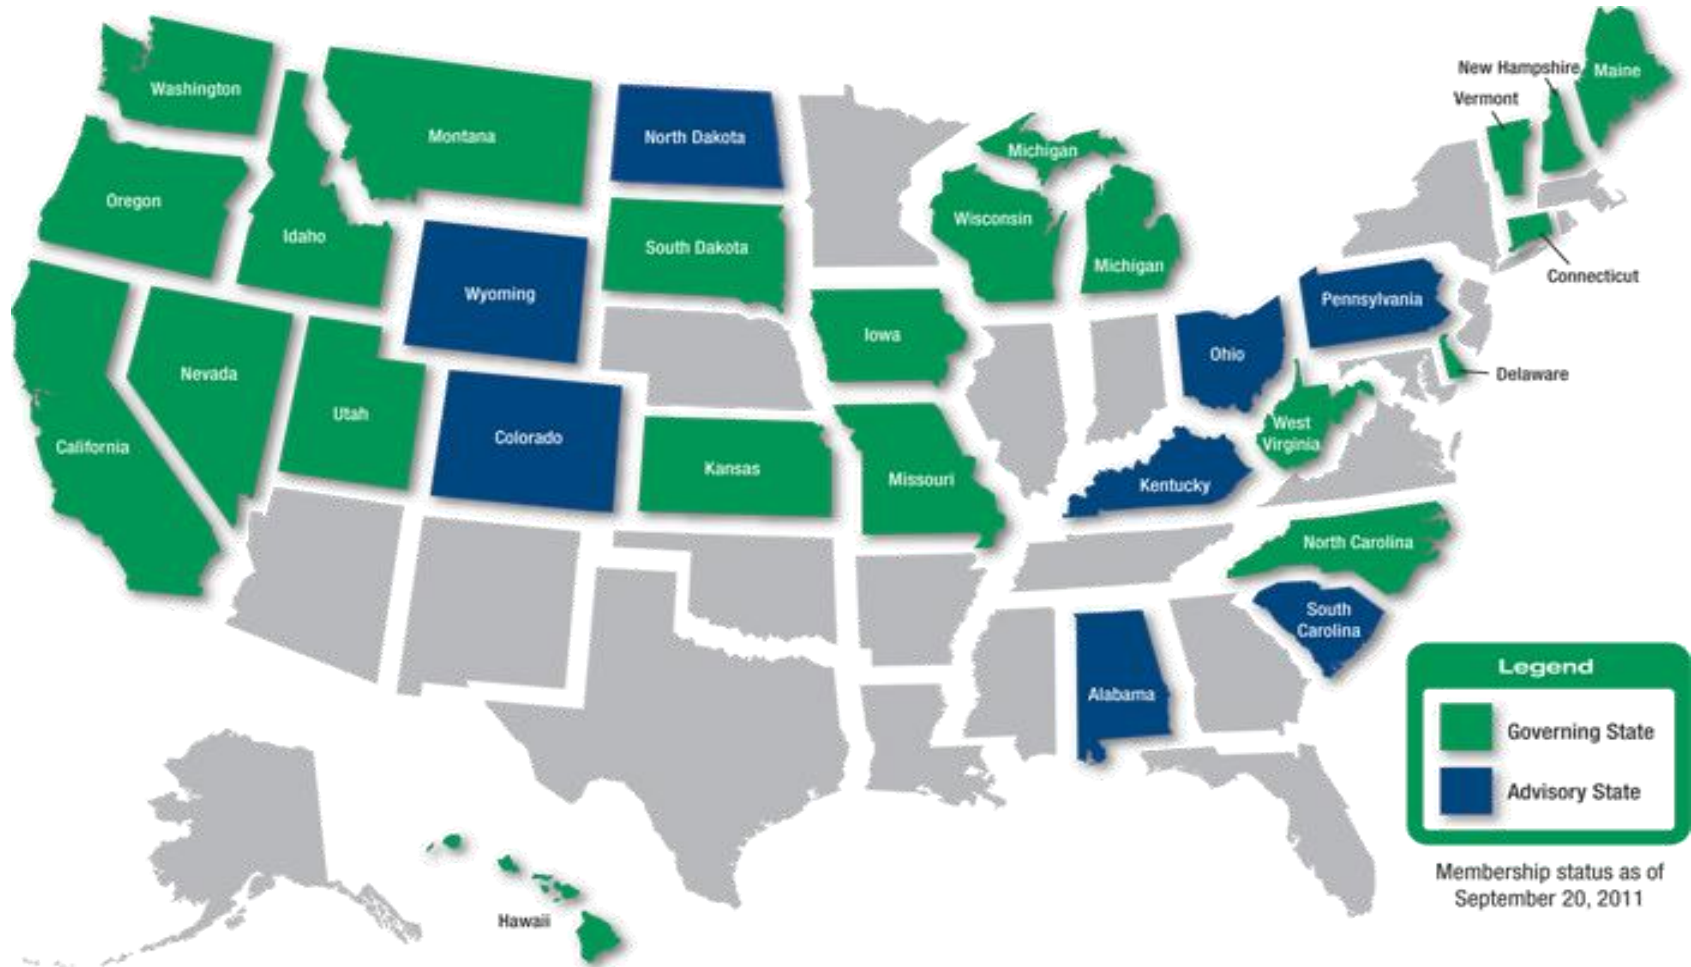 New Hampshire
Maine
Vermont
Washington
Montana
North Dakota
Michigan
Oregon
Idaho
South Dakota
Wisconsin
Michigan
Connecticut
Wyoming
Pennsylvania
Iowa
Ohio
Nevada
Delaware
Utah
California
Colorado
Kansas
Missouri
West
Virginia
Kentucky
North Carolina
South
Carolina
Alabama
Hawaii
Legend
Governing State
Advisory State
Membership status as of
September 20, 2011